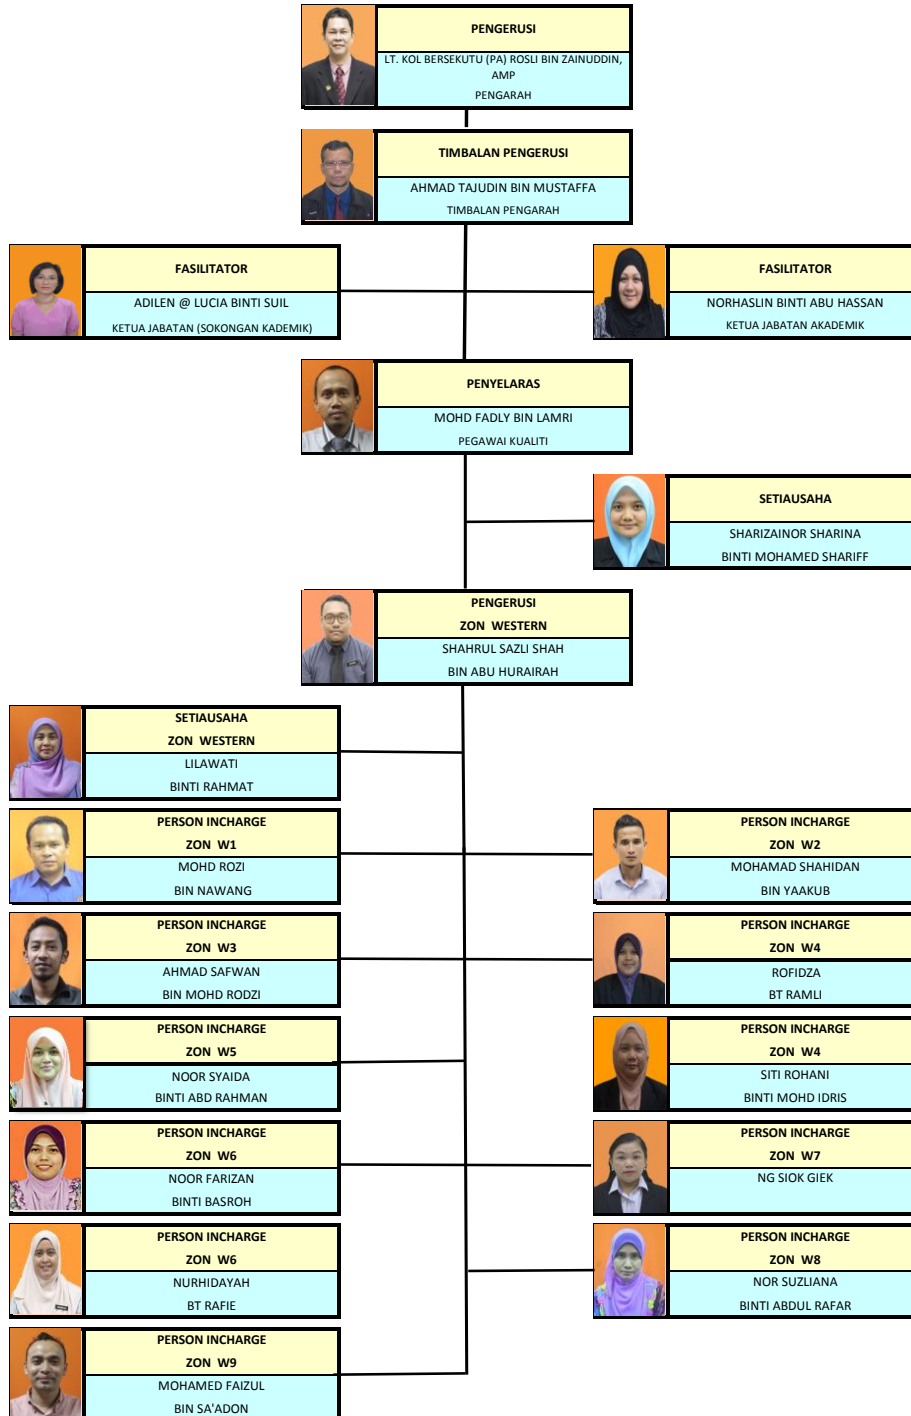 PENGERUSI
LT. KOL BERSEKUTU (PA) ROSLI BIN ZAINUDDIN,
AMP
PENGARAH
TIMBALAN PENGERUSI
AHMAD TAJUDIN BIN MUSTAFFA
TIMBALAN PENGARAH
FASILITATOR
ADILEN @ LUCIA BINTI SUIL
KETUA JABATAN (SOKONGAN KADEMIK)
FASILITATOR
NORHASLIN BINTI ABU HASSAN
KETUA JABATAN AKADEMIK
PENYELARAS
MOHD FADLY BIN LAMRI
PEGAWAI KUALITI
SETIAUSAHA
SHARIZAINOR SHARINA
BINTI MOHAMED SHARIFF
PENGERUSI
ZON WESTERN
SHAHRUL SAZLI SHAH
BIN ABU HURAIRAH
SETIAUSAHA
ZON WESTERN
LILAWATI
BINTI RAHMAT
PERSON INCHARGE
ZON W1
MOHD ROZI
BIN NAWANG
PERSON INCHARGE
ZON W2
MOHAMAD SHAHIDAN
BIN YAAKUB
PERSON INCHARGE
ZON W3
AHMAD SAFWAN
BIN MOHD RODZI
PERSON INCHARGE
ZON W4
ROFIDZA
BT RAMLI
PERSON INCHARGE
ZON W5
NOOR SYAIDA
BINTI ABD RAHMAN
PERSON INCHARGE
ZON W4
SITI ROHANI
BINTI MOHD IDRIS
PERSON INCHARGE
ZON W6
NOOR FARIZAN
BINTI BASROH
PERSON INCHARGE
ZON W7
NG SIOK GIEK
PERSON INCHARGE
ZON W6
NURHIDAYAH
BT RAFIE
PERSON INCHARGE
ZON W8
NOR SUZLIANA
BINTI ABDUL RAFAR
PERSON INCHARGE
ZON W9
MOHAMED FAIZUL
BIN SA'ADON